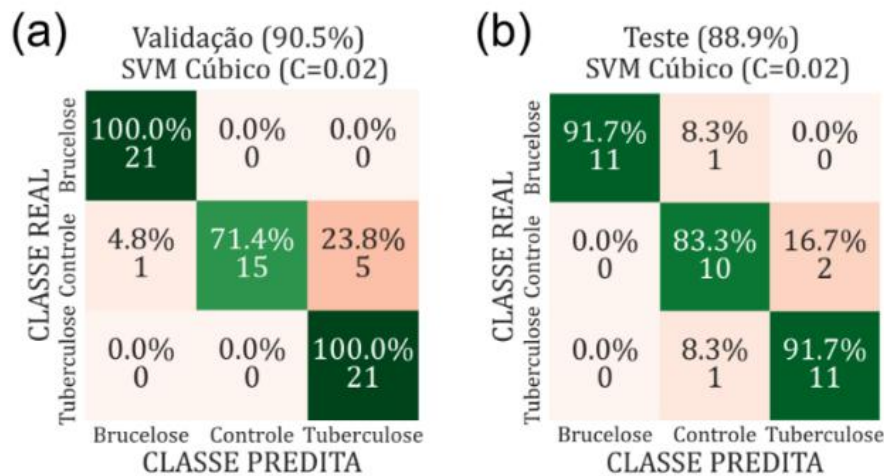 (a)
Validação (90.5%)
SVM Cúbico (C=0.02)
CLASSE REAL
Brucelose
100.0%
21
0.0%
0
0.0%
0
Controle
4.8%
1
71.4%
15
23.8%
5
Tuberculose
0.0%
0
0.0%
0
100.0%
21
Brucelose Controle Tuberculose
CLASSE PREDITA
(b)
Teste (88.9%)
SVM Cúbico (C=0.02)
CLASSE REAL
Brucelose
91.7%
11
8.3%
1
0.0%
0
Controle
0.0%
0
83.3%
10
16.7%
2
Tuberculose
0.0%
0
8.3%
1
91.7%
11
Brucelose Controle Tuberculose
CLASSE PREDITA